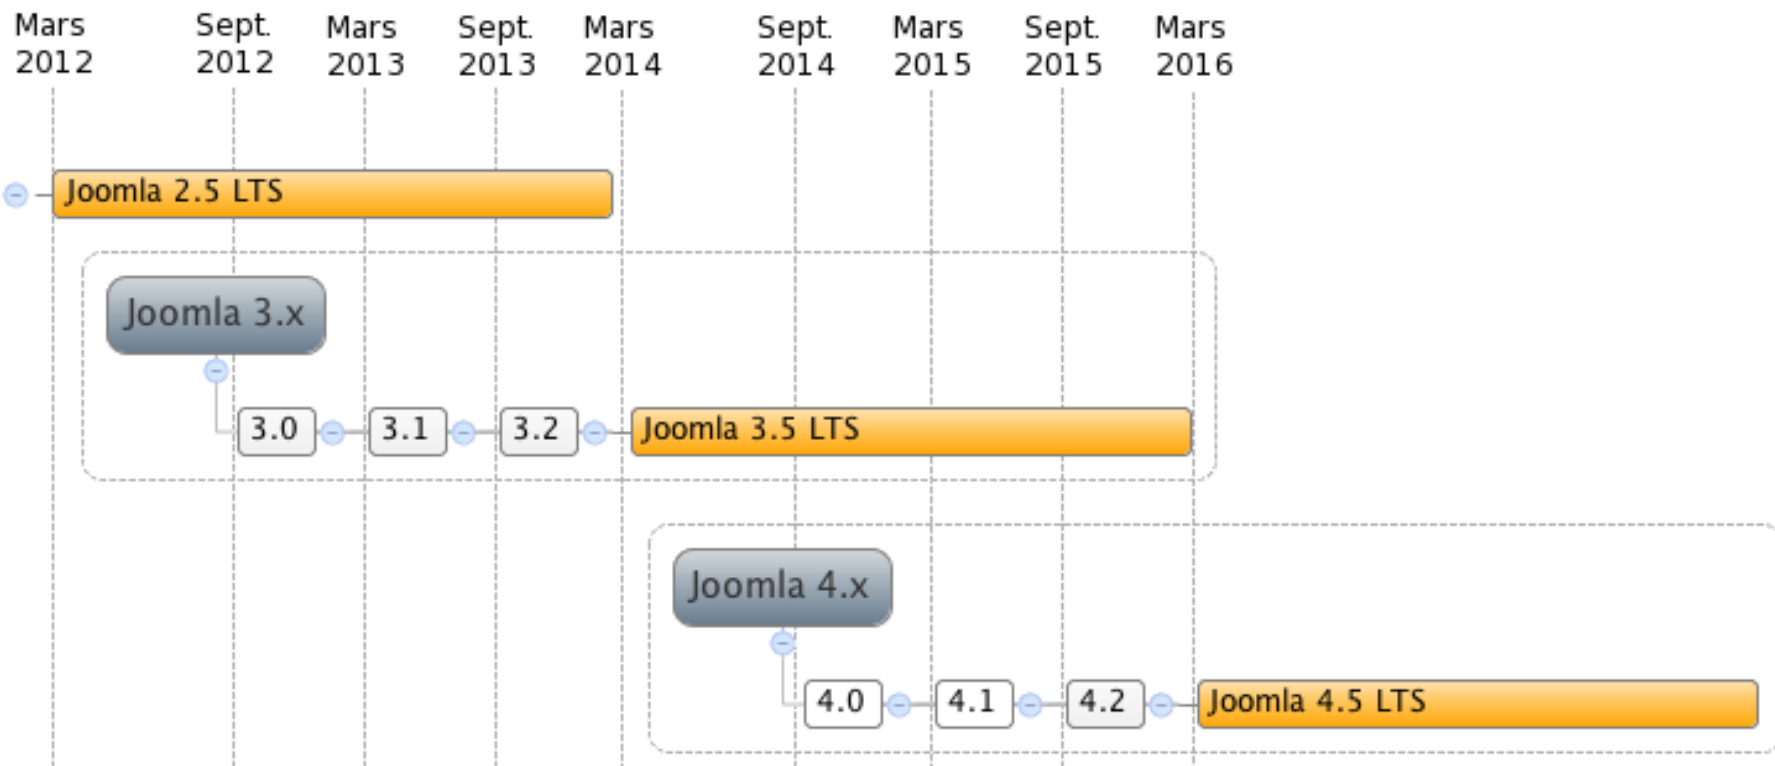 Mars Sept. Mars Sept. Mars Sept. Mars Sept. Mars
2012 2012 2013 2013 2014 2014 2015 2015 2016
Joomla 2.5 LTS
Joomla 3.x
3.0 3.1 3.2 Joomla 3.5 LTS
Joomla 4.x
4.0 4.1 4.2 Joomla 4.5 LTS